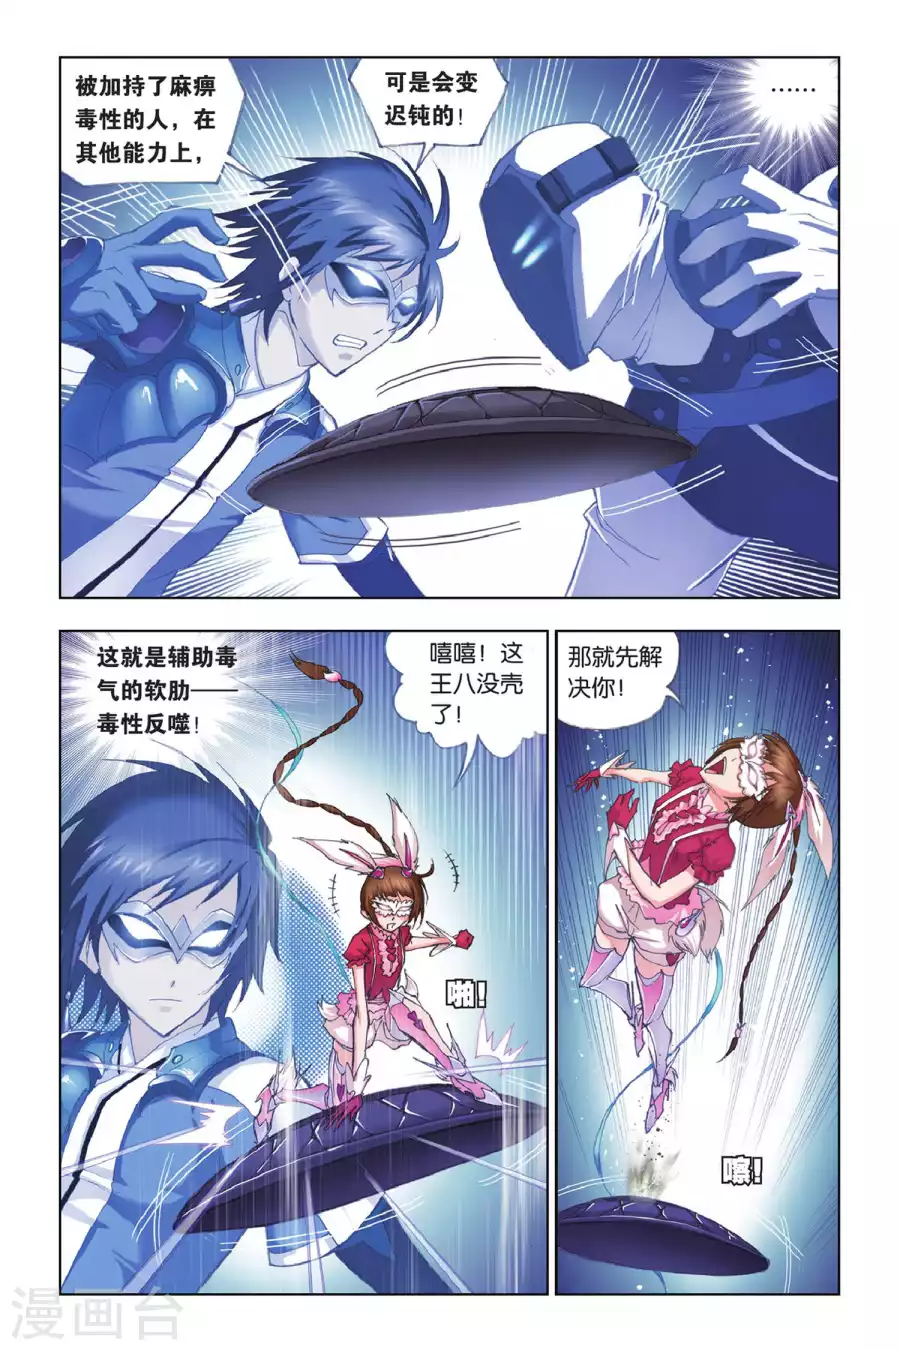 被加持了麻痹
毒性的人，在
其他能力上，
可是会变
迟钝的！
……
这就是辅助毒
气的软肋——
毒性反噬！
嘻嘻！这
王八没壳
了！
啪！
那就先解
决你！
嚓！
漫画台